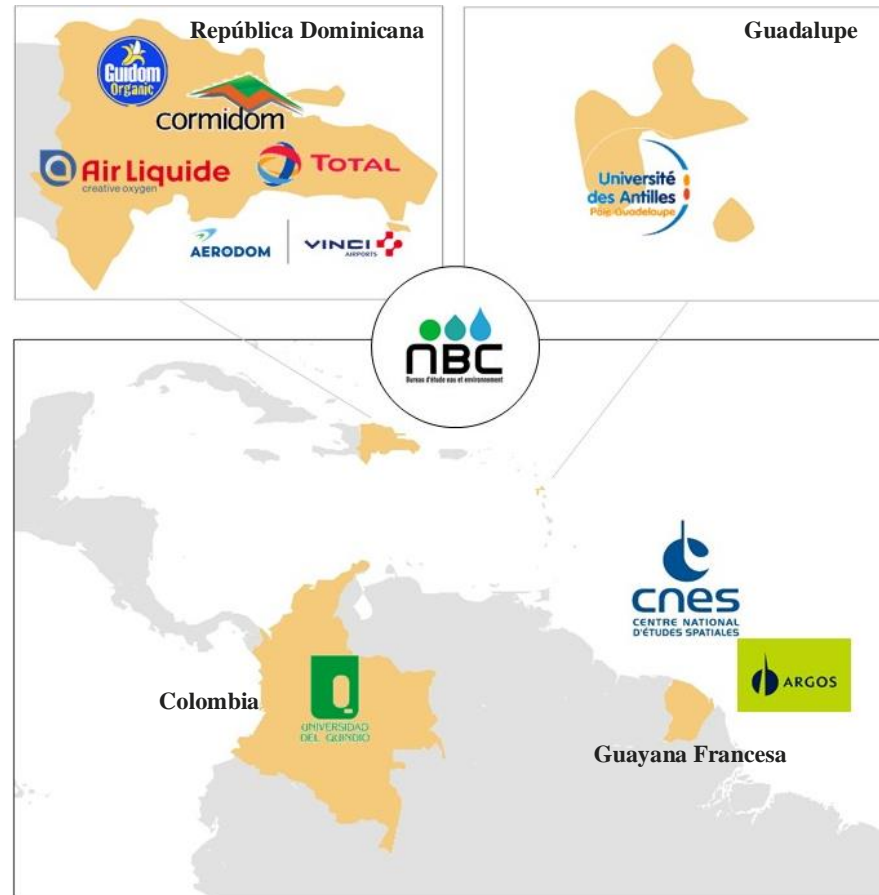 República Dominicana
Guidom
Organic
cormidom
Air Liquide
creative oxygen
TOTAL
AERODOM
VINCI
AIRPORTS
Guadalupe
Université
des Antilles
Pôle Guadeloupe
NBC
Bureau d'étude eau et environnement
cnes
CENTRE NATIONAL
D'ÉTUDES SPATIALES
ARGOS
Colombia
UNIVERSIDAD
DEL QUINDÍO
Guayana Francesa